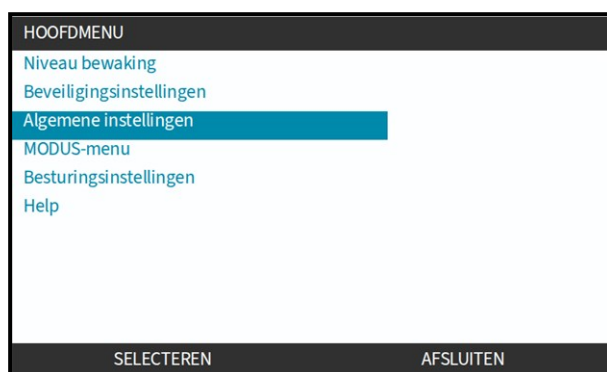 HOOFDMENU
Niveau bewaking
Beveiligingsinstellingen
Algemene instellingen
MODUS-menu
Besturingsinstellingen
Help
SELECTEREN AFSLUITEN